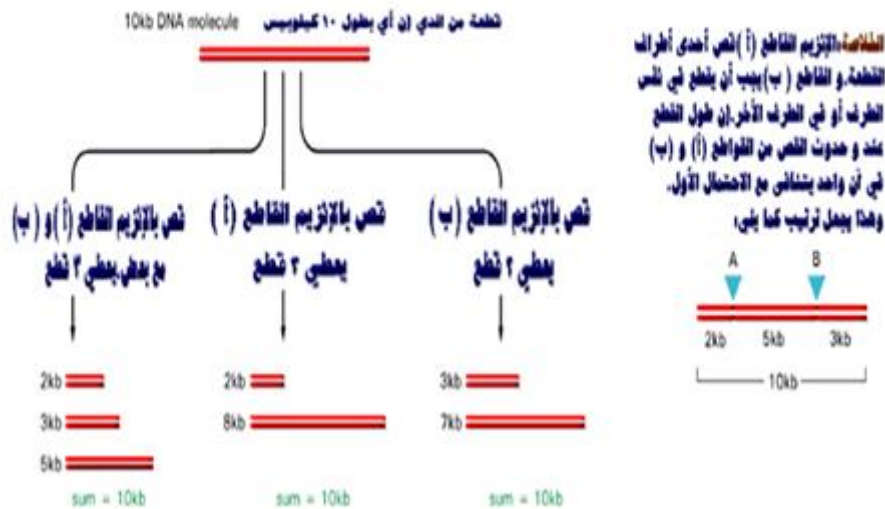 10kb DNA molecule قطعة من الدي إن أي بطول ١٠ كيلوبيس
قص بالإنزيم القاطع (أ) و (ب)
مع بعض يعطي ٣ قطع
2kb
3kb
5kb
sum = 10kb
قص بالإنزيم القاطع (أ)
يعطي ٢ قطع
2kb
8kb
sum = 10kb
قص بالإنزيم القاطع (ب)
يعطي ٢ قطع
3kb
7kb
sum = 10kb
الخلاصة،الإنزيم القاطع (أ) قص أحدى أطراف
القطعة.و القاطع (ب) يجب أن يقطع في نفس
الطرف أو في الطرف الأخر.إن طول القطع
عند و حدوث القص من القواطع (أ) و (ب)
في أن واحد يتنافى مع الاحتمال الأول.
وهذا يجعل ترتيب كما يلي،
A B
2kb 5kb 3kb
10kb